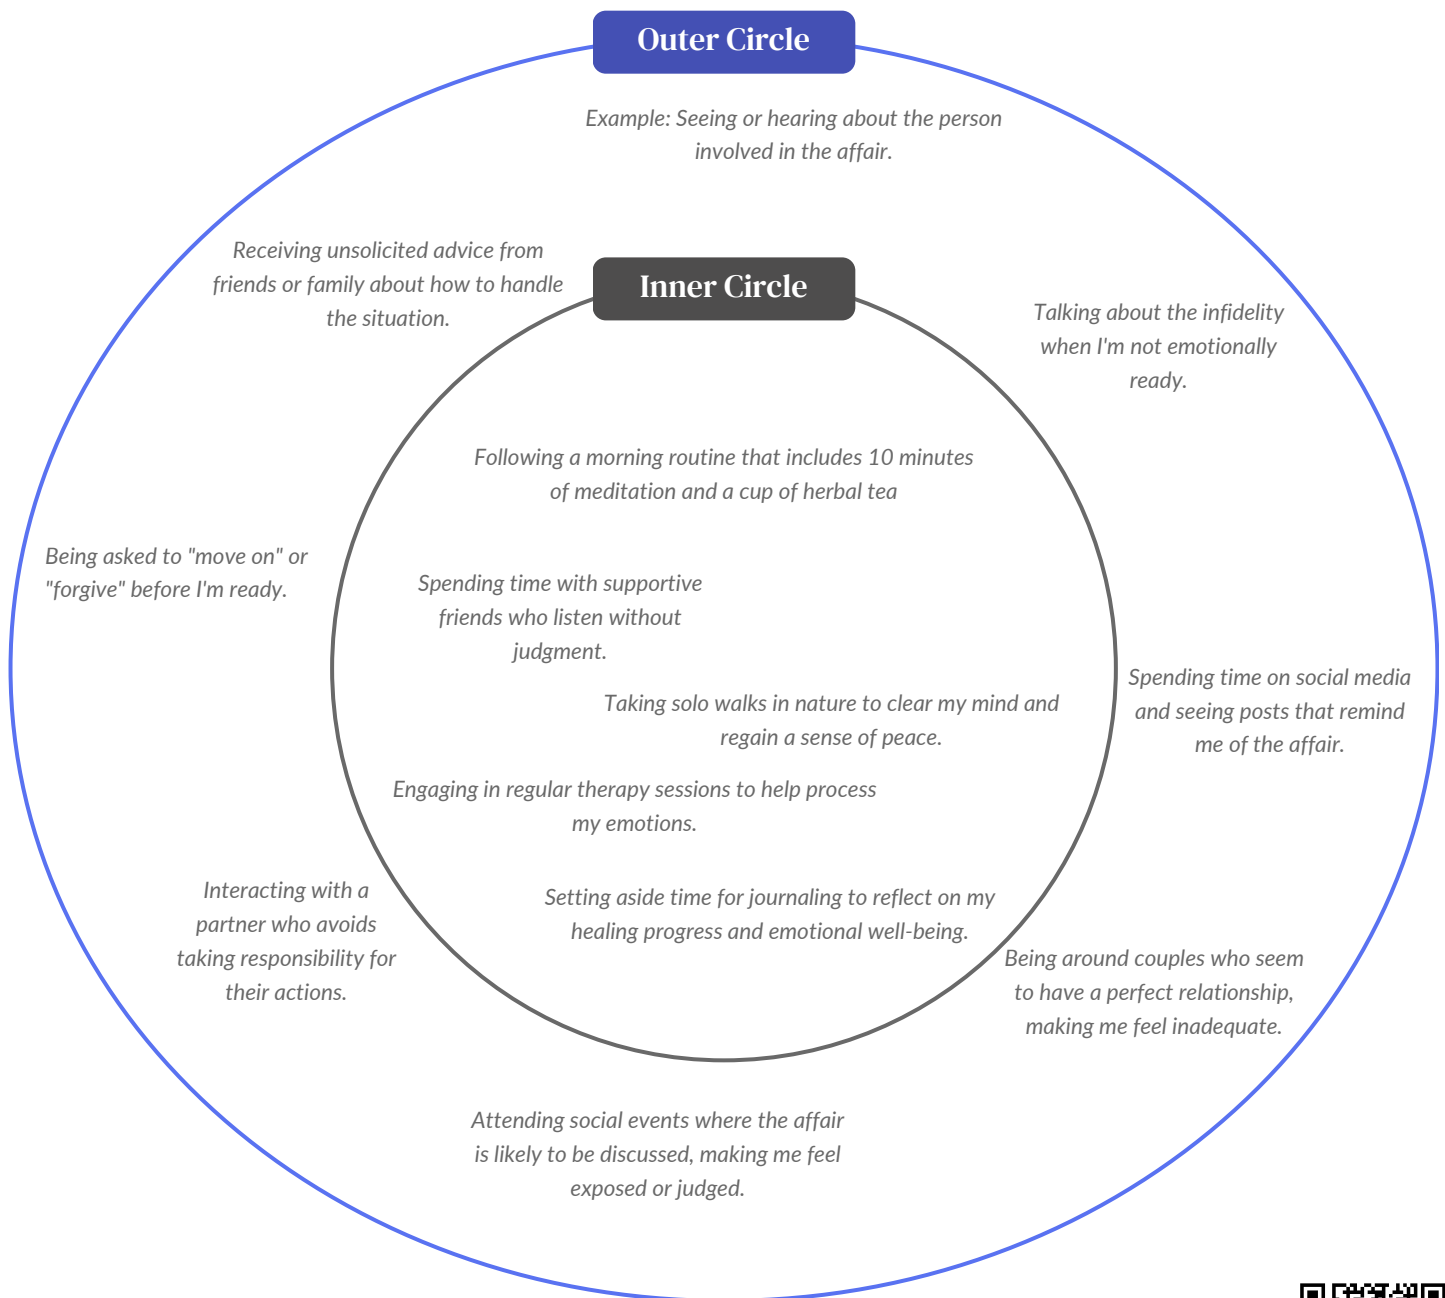 Outer Circle
Example: Seeing or hearing about the person
involved in the affair.
Receiving unsolicited advice from
friends or family about how to handle
the situation.
Inner Circle
Talking about the infidelity
when I'm not emotionally
ready.
Following a morning routine that includes 10 minutes
of meditation and a cup of herbal tea
Being asked to "move on" or
"forgive" before I'm ready.
Spending time with supportive
friends who listen without
judgment.
Spending time on social media
and seeing posts that remind
me of the affair.
Taking solo walks in nature to clear my mind and
regain a sense of peace.
Engaging in regular therapy sessions to help process
my emotions.
Interacting with a
partner who avoids
taking responsibility for
their actions.
Setting aside time for journaling to reflect on my
healing progress and emotional well-being.
Being around couples who seem
to have a perfect relationship,
making me feel inadequate.
Attending social events where the affair
is likely to be discussed, making me feel
exposed or judged.